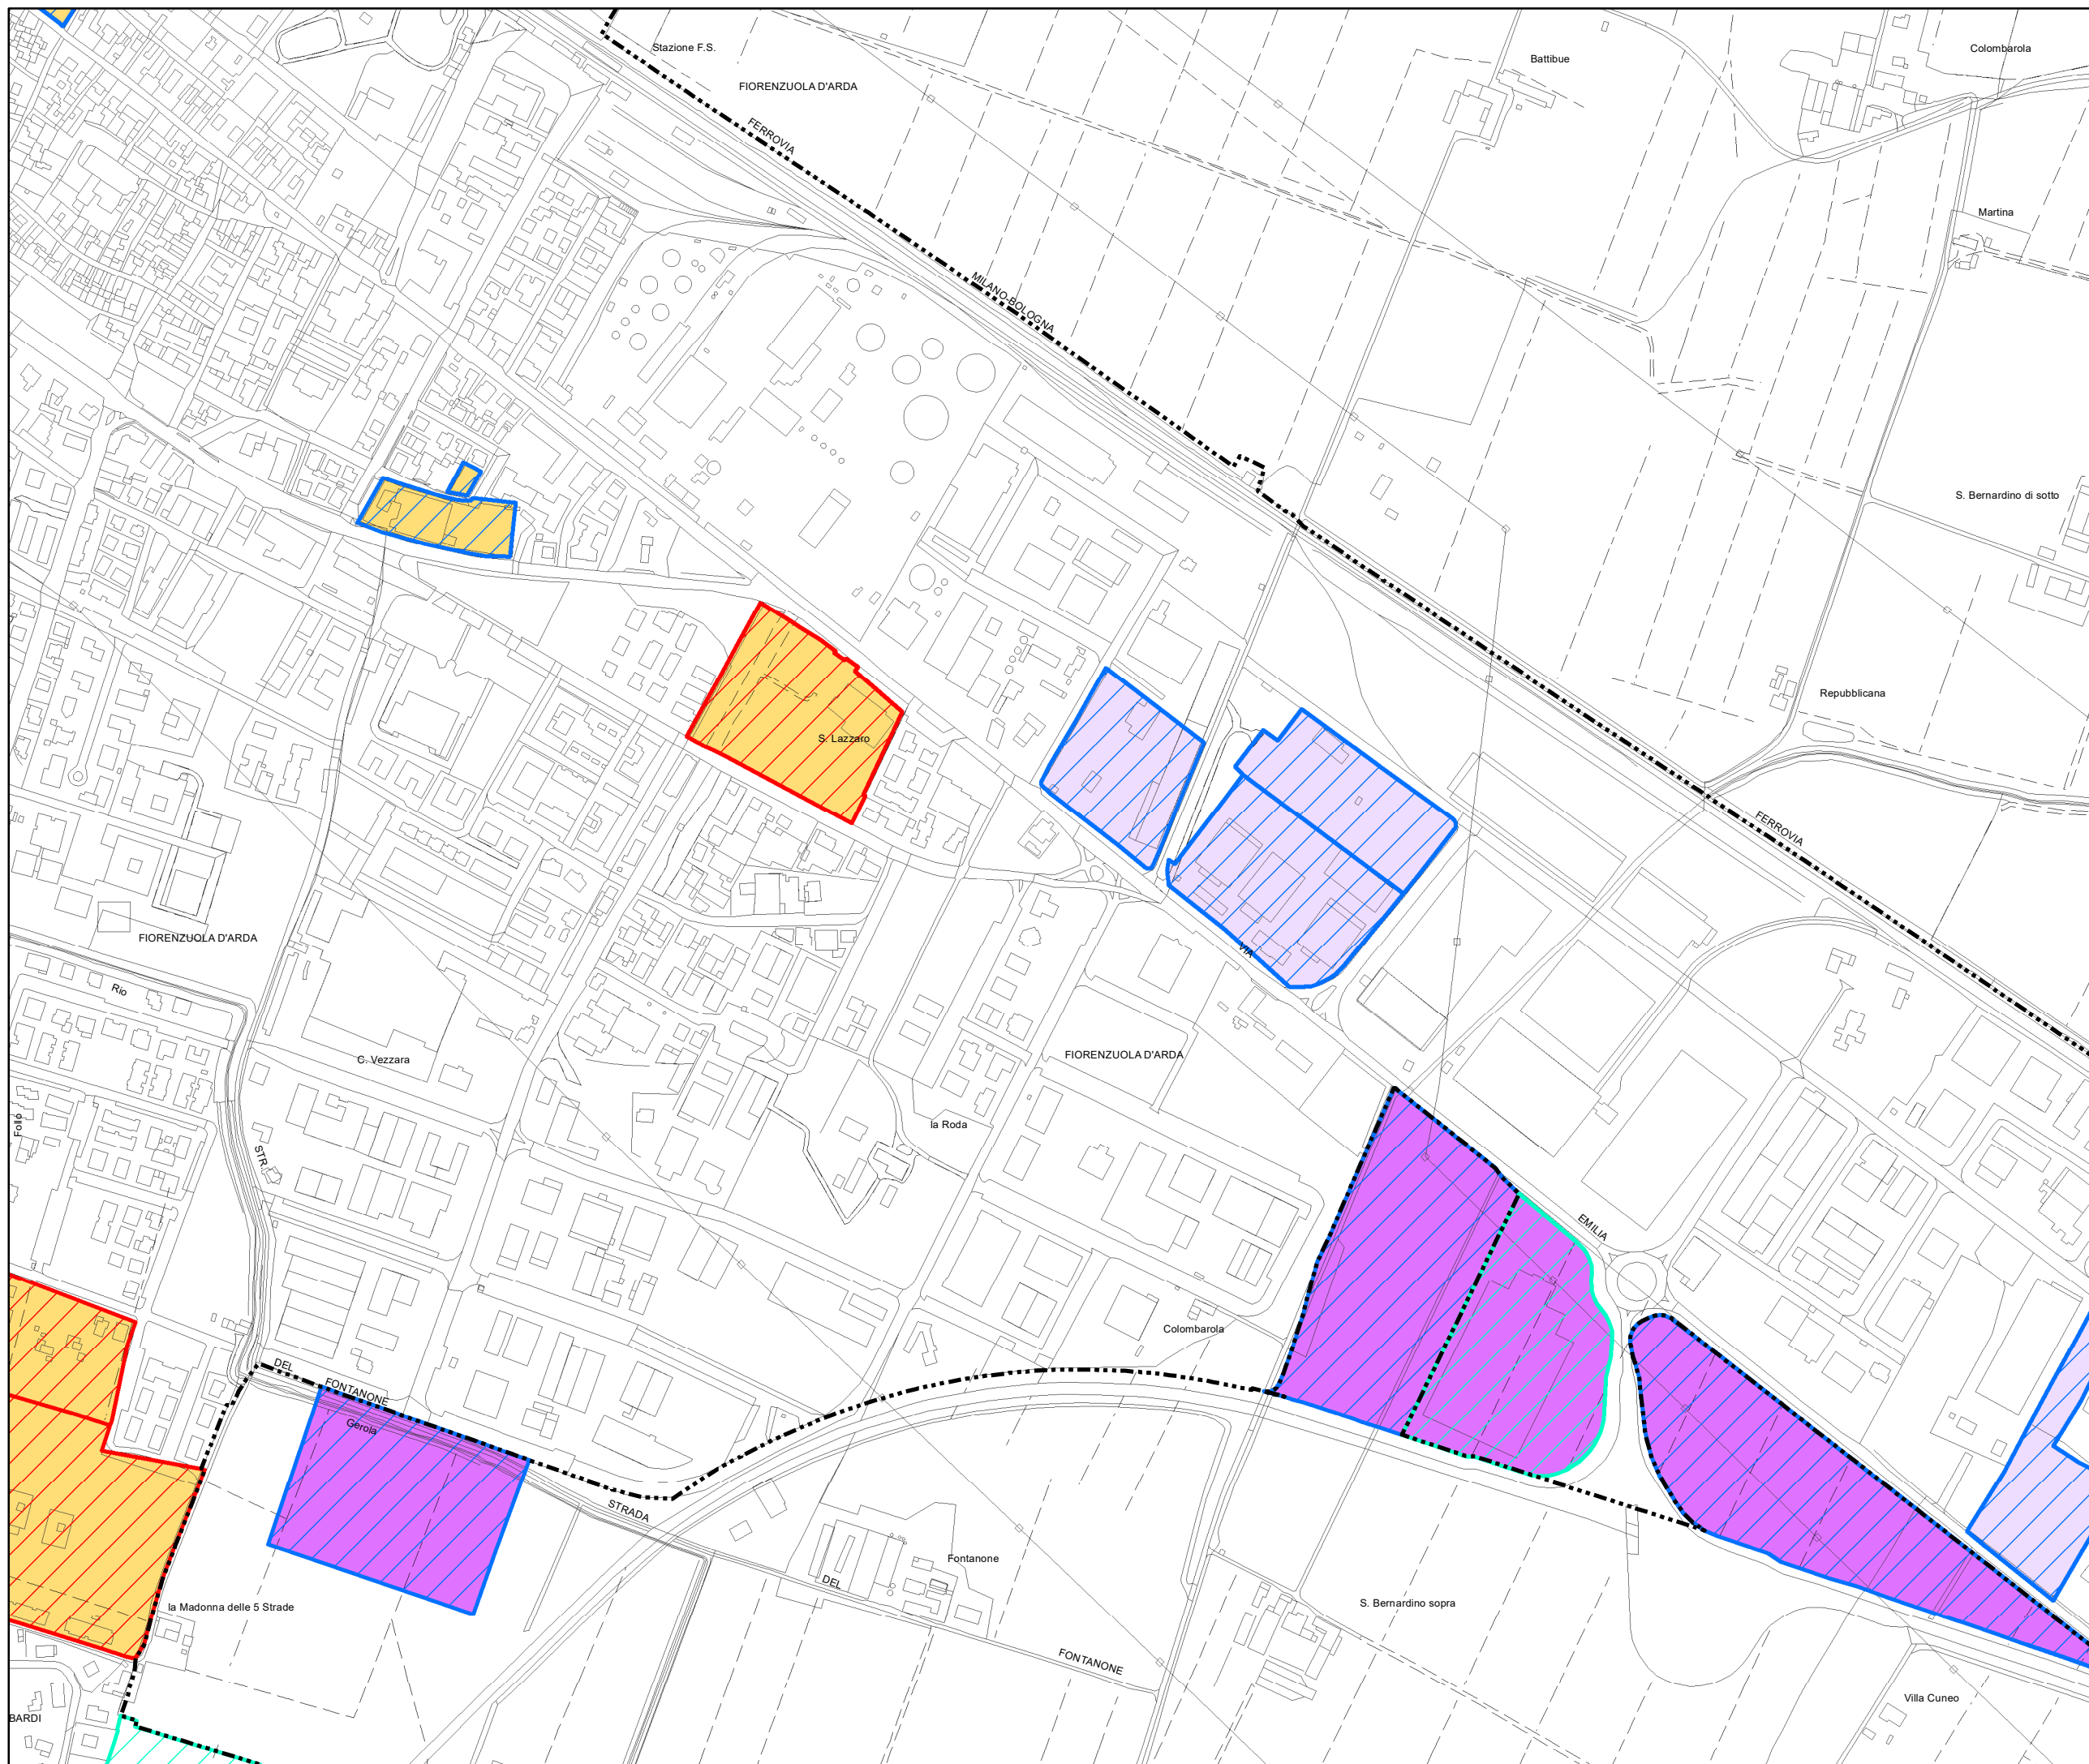 Stazione F.S.
Colombarola
Battibue
FIORENZUOLA D'ARDA
FERROVIA
Martina
MILANO-BOLOGNA
S. Bernardino di sotto
Repubblicana
S. Lazzaro
FERROVIA
FIORENZUOLA D'ARDA
VIA
Rio
FIORENZUOLA D'ARDA
C. Vezzara
Follo
la Roda
STR.
EMILIA
Colombarola
DEL
FONTANONE
Gerola
STRADA
Fontanone
DEL
la Madonna delle 5 Strade
S. Bernardino sopra
FONTANONE
Villa Cuneo
BARDI